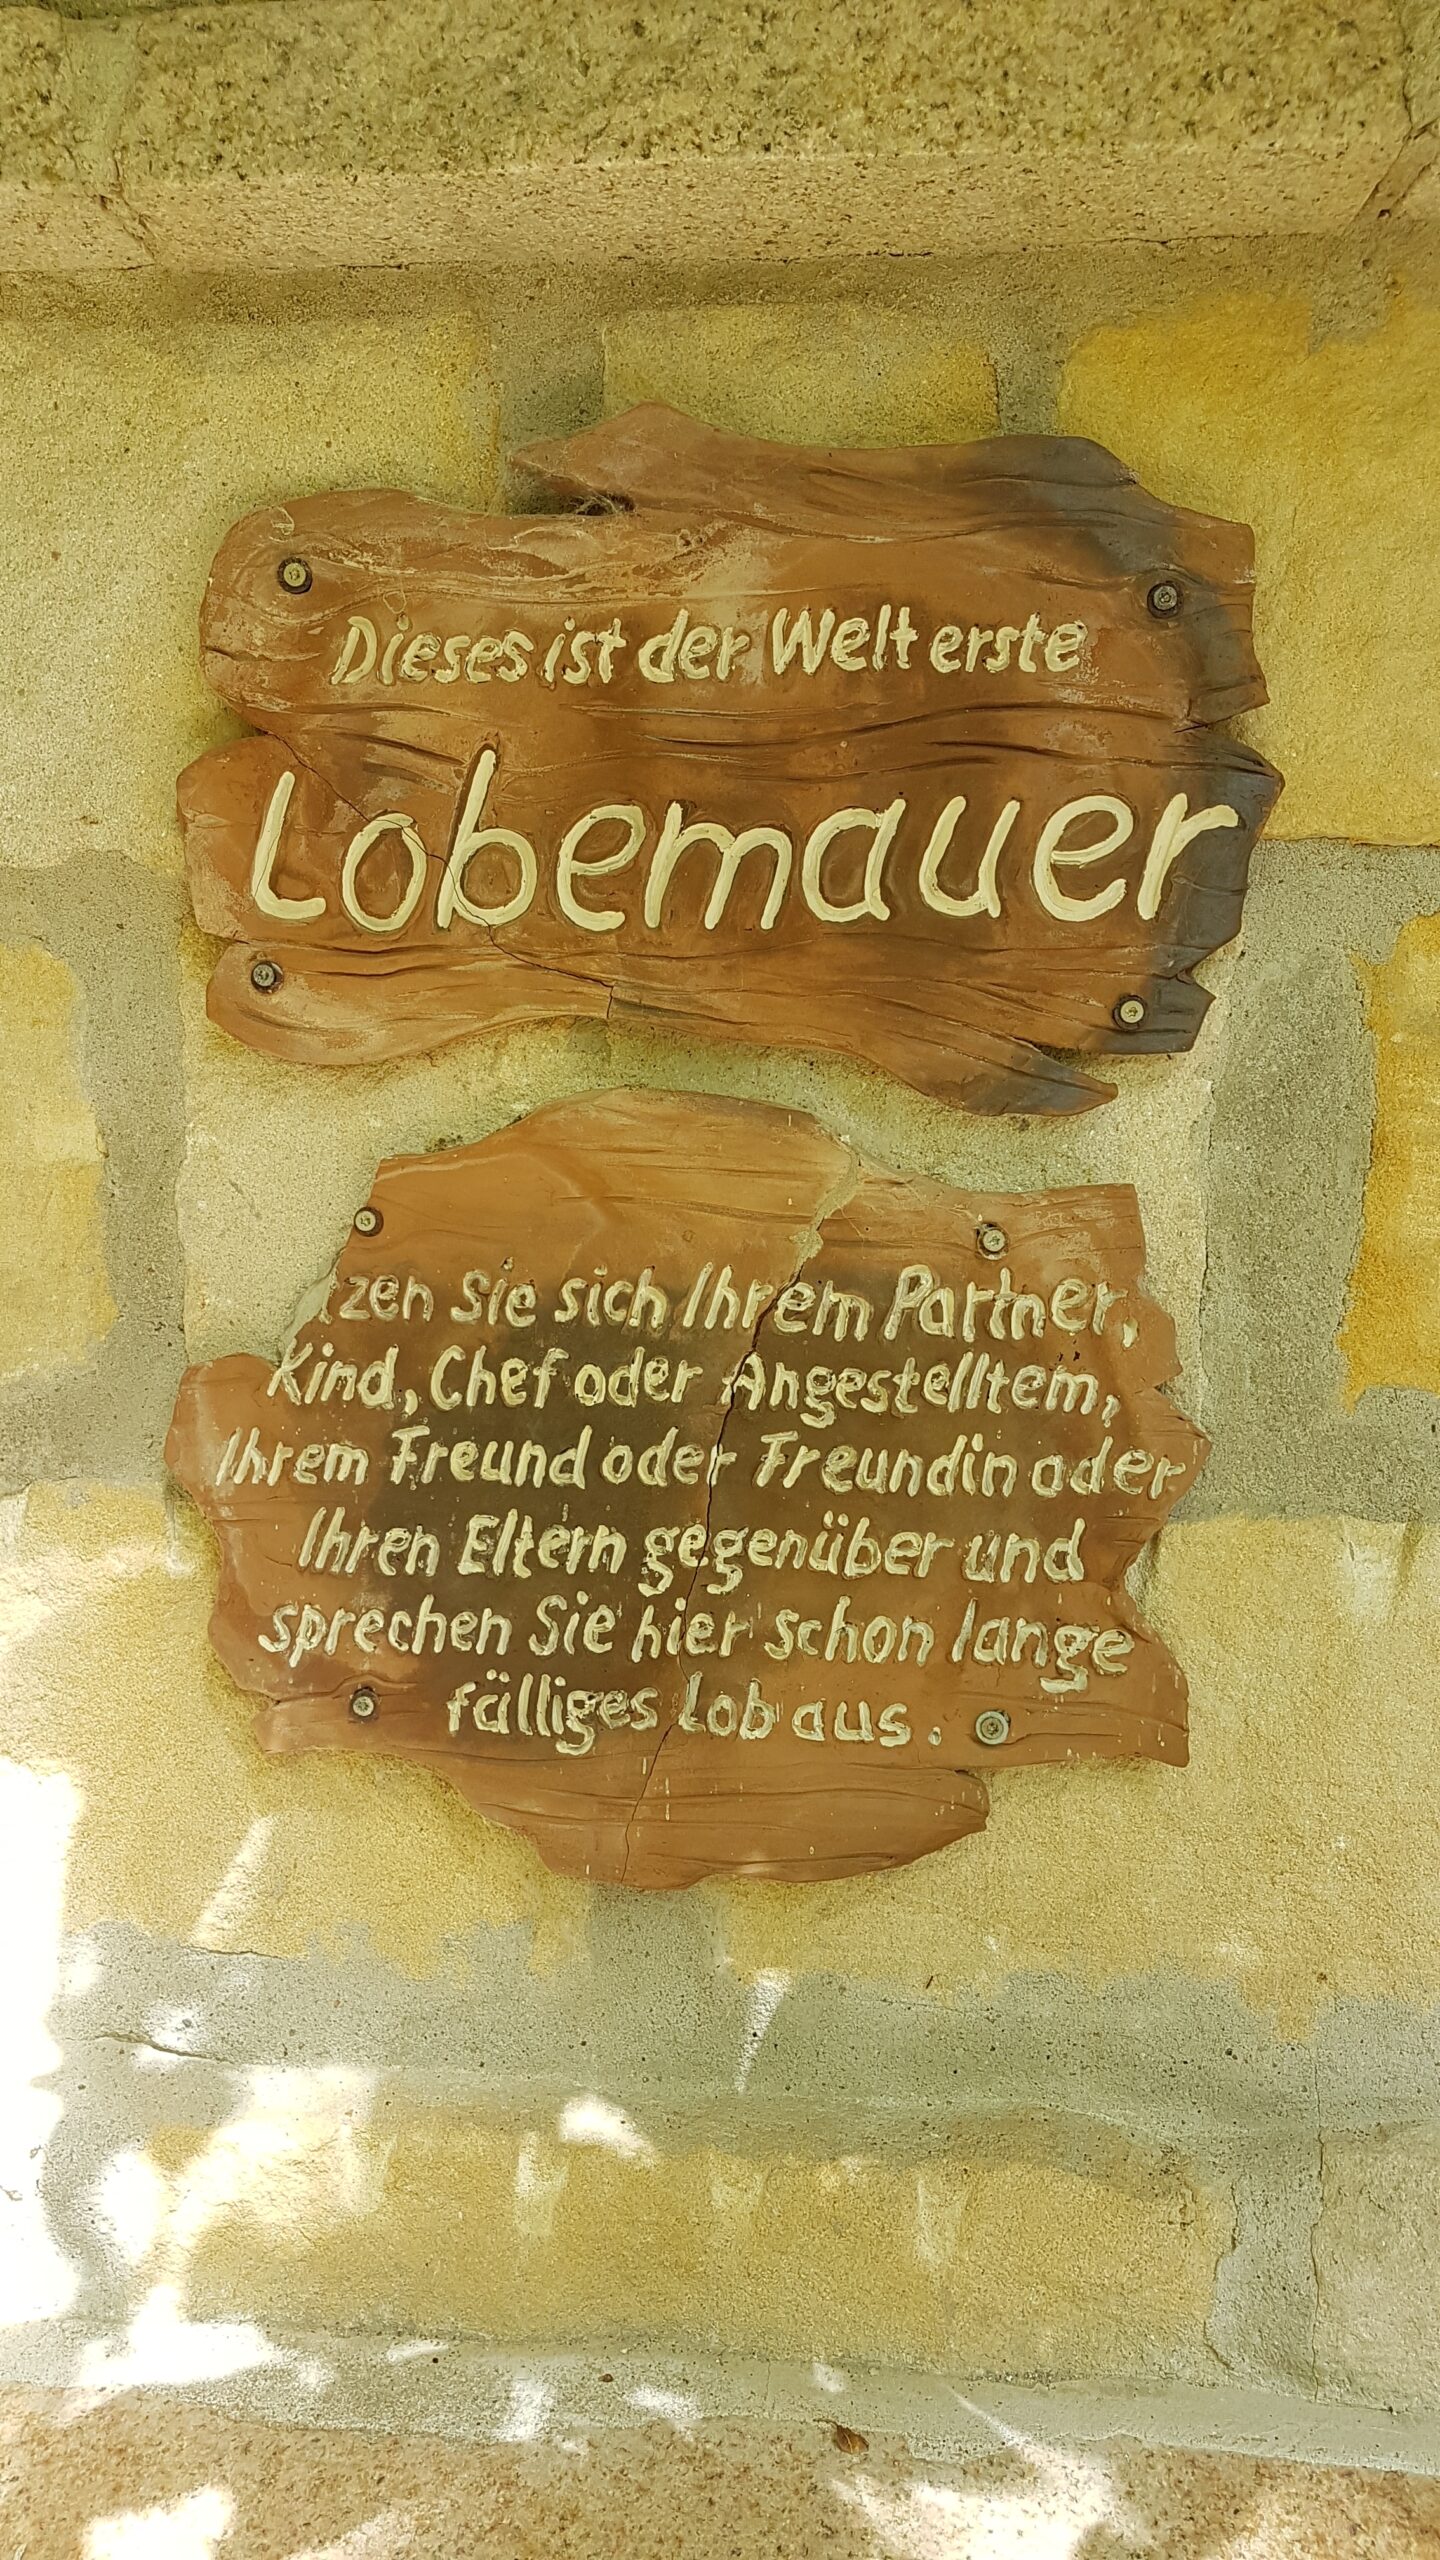 Dieses ist der Welt erste
Lobemauer
zen Sie sich Ihrem Partner,
Kind, Chef oder Angestelltem,
Ihrem Freund oder Freundin oder
Ihren Eltern gegenüber und
sprechen Sie hier schon lange
fälliges Lob aus.